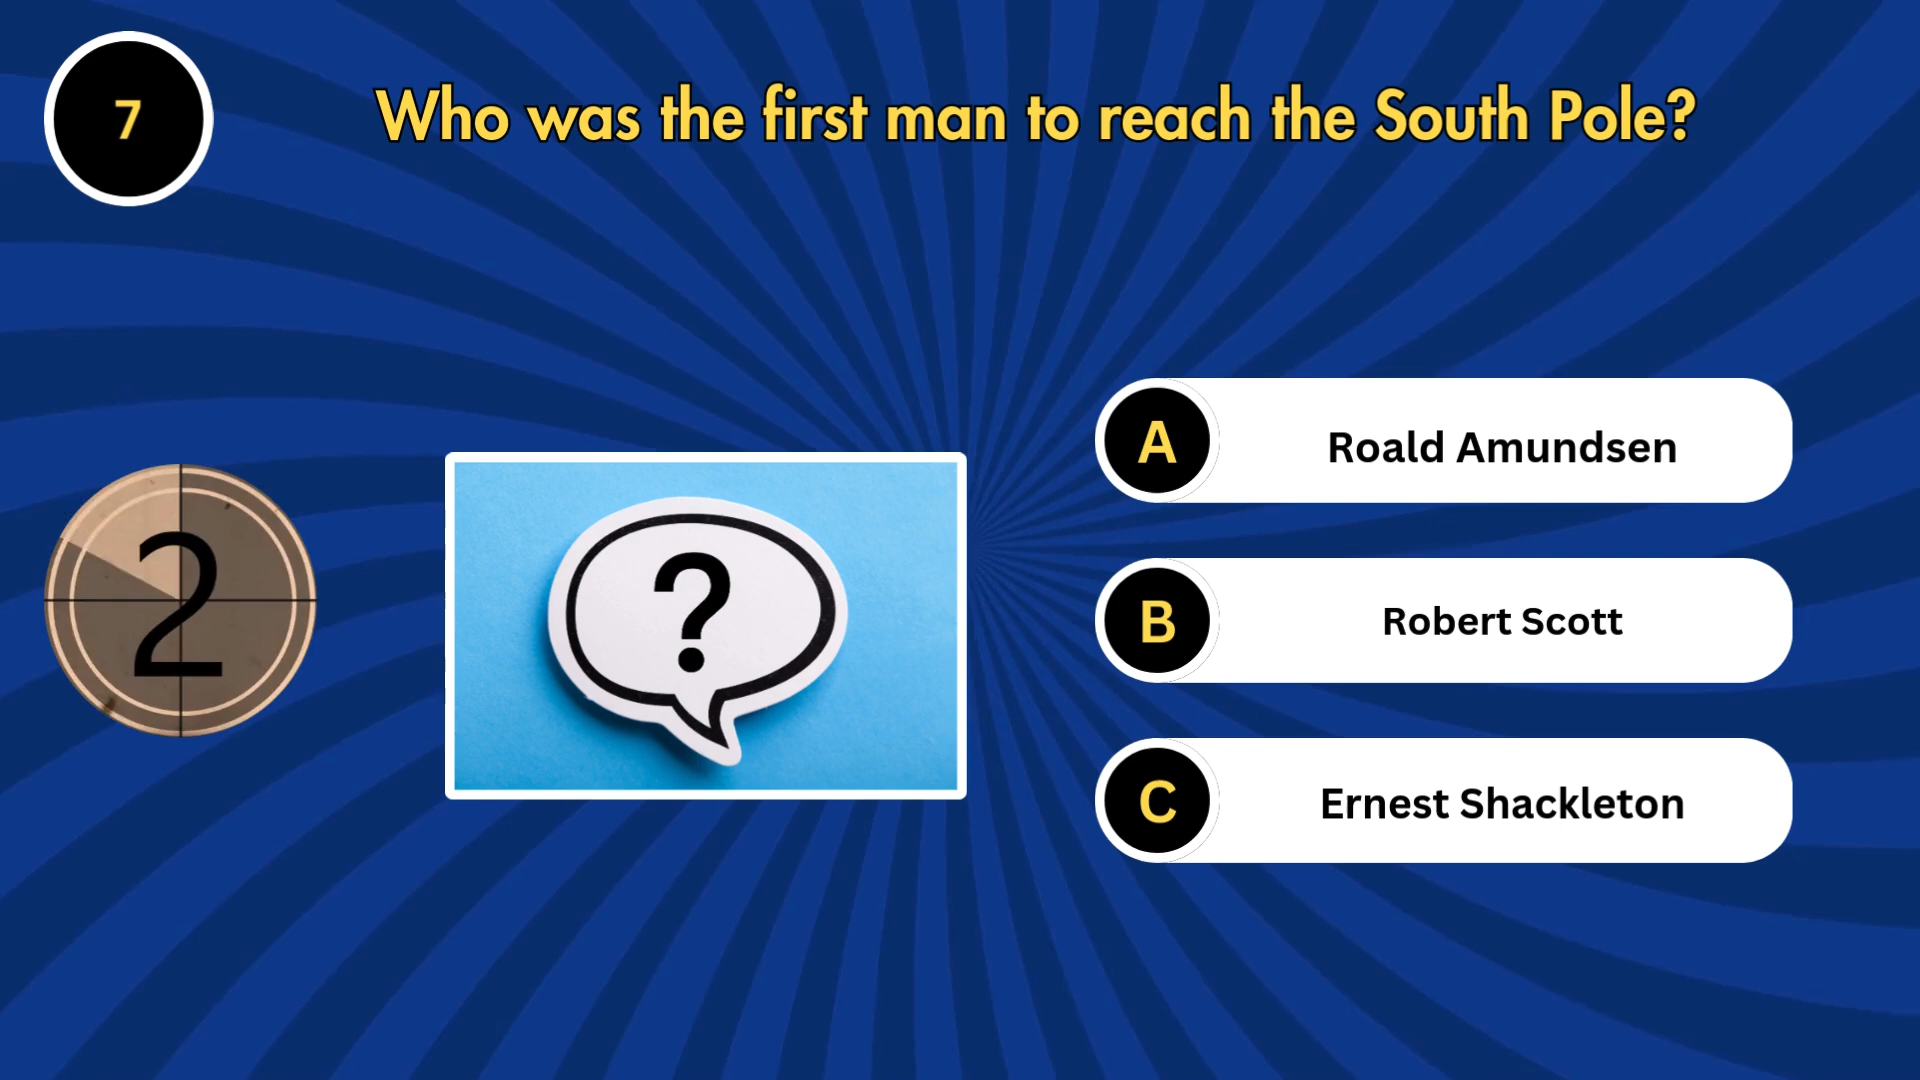 7
Who was the first man to reach the South Pole?
2
?
A
Roald Amundsen
B
Robert Scott
C
Ernest Shackleton